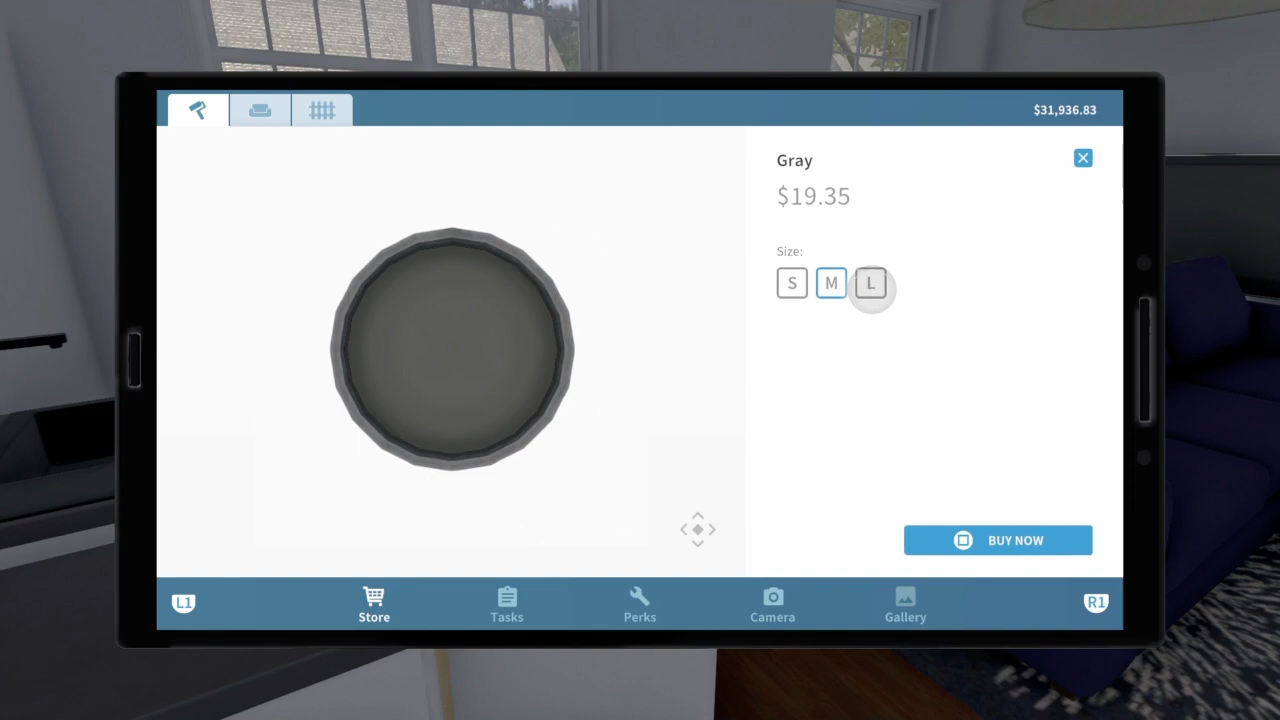 $31,936.83
Gray
$19.35
Size:
S M L
BUY NOW
L1 Store Tasks Perks Camera Gallery R1